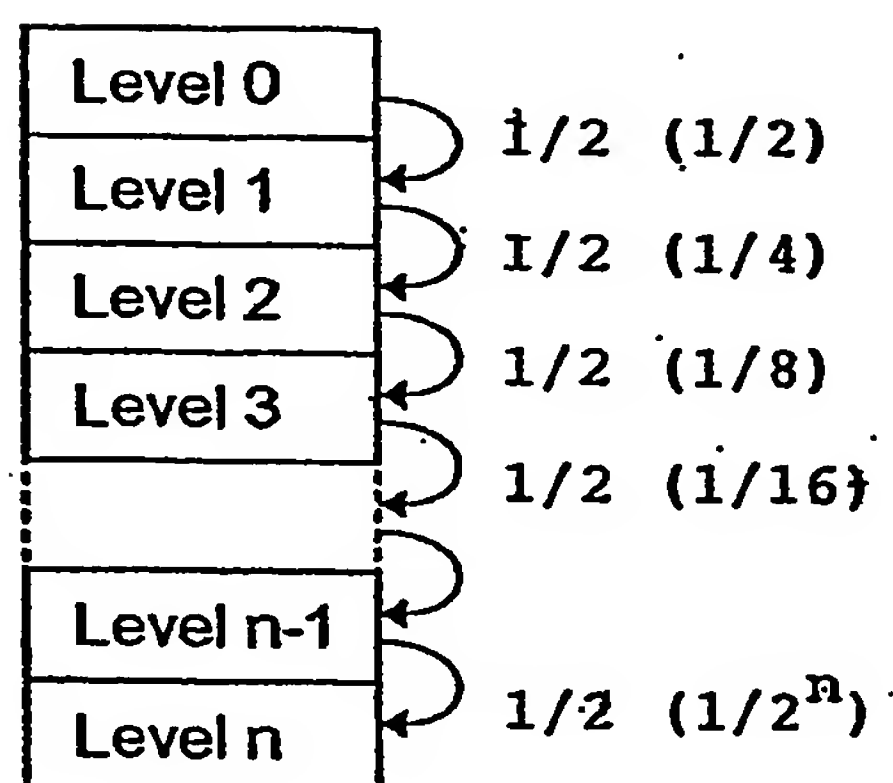 Level 0
1/2 (1/2)
Level 1
1/2 (1/4)
Level 2
1/2 (1/8)
Level 3
1/2 (1/16)
Level n-1
1/2 (1/2ⁿ)
Level n